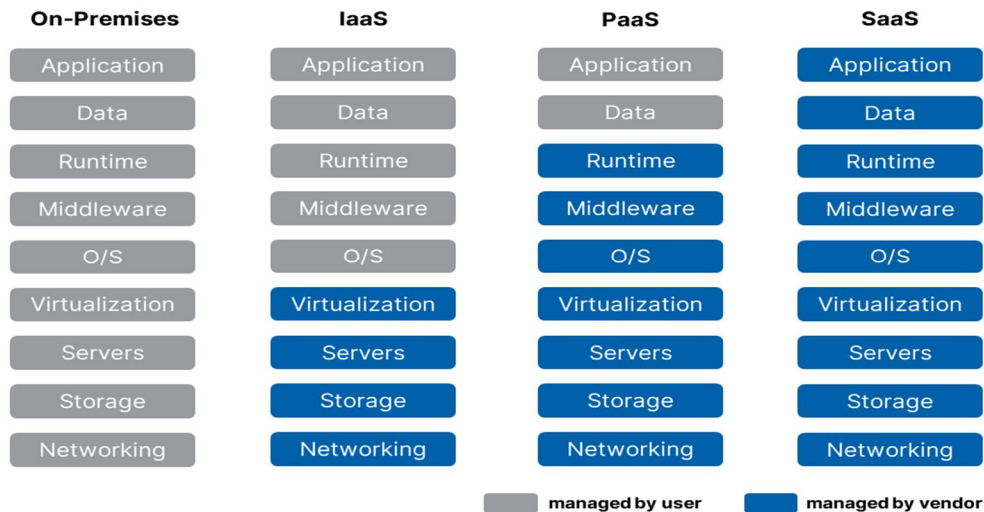 On-Premises IaaS PaaS SaaS
Application Application Application Application
Data Data Data Data
Runtime Runtime Runtime Runtime
Middleware Middleware Middleware Middleware
O/S O/S O/S O/S
Virtualization Virtualization Virtualization Virtualization
Servers Servers Servers Servers
Storage Storage Storage Storage
Networking Networking Networking Networking
managed by user managed by vendor